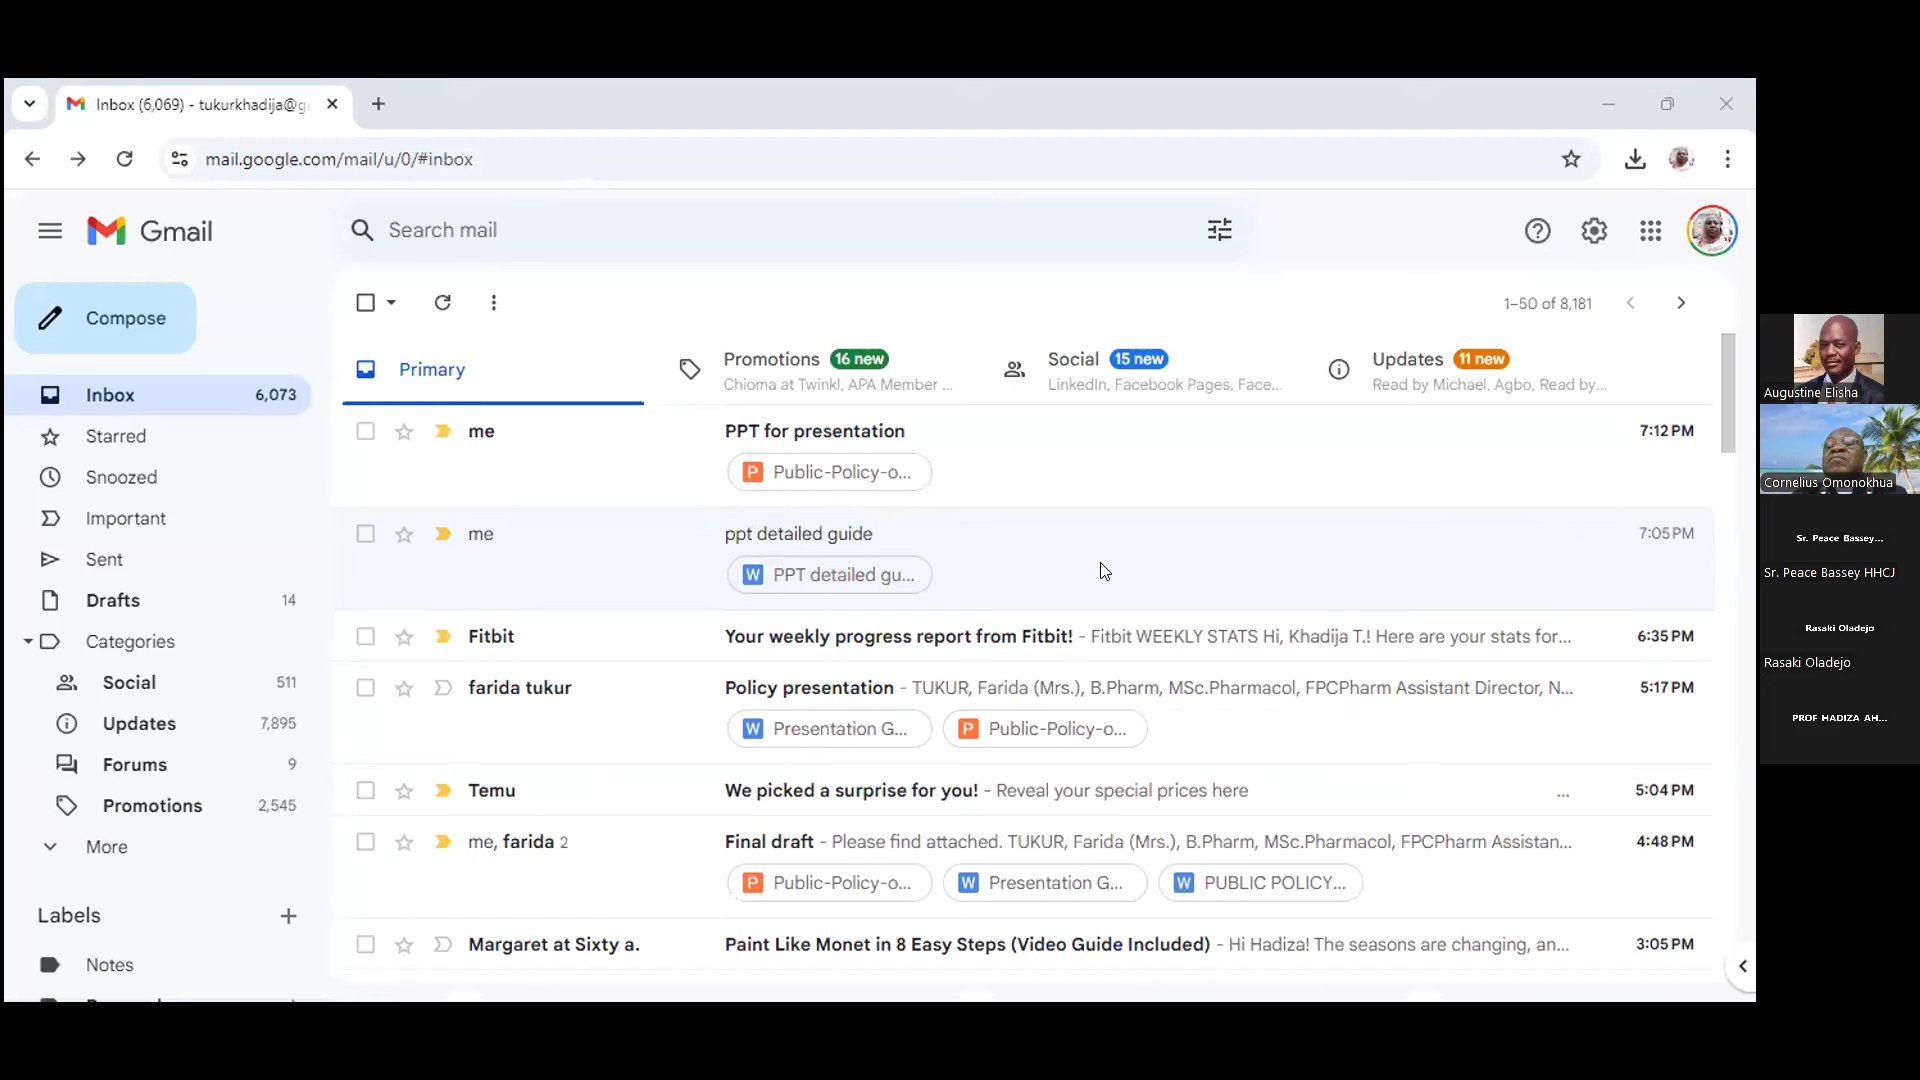 Inbox (6,069) - tukurkhadija@g
mail.google.com/mail/u/0/#inbox
Gmail
Search mail
Compose
1–50 of 8,181
Primary
Promotions 16 new
Chioma at Twinkl, APA Member ...
Social 15 new
LinkedIn, Facebook Pages, Face...
Updates 11 new
Read by Michael, Agbo, Read by...
Inbox 6,073
Starred
Snoozed
Important
Sent
Drafts 14
Categories
Social 511
Updates 7,895
Forums 9
Promotions 2,545
More
Labels
Notes
me PPT for presentation 7:12 PM
Public-Policy-o...
me ppt detailed guide 7:05 PM
PPT detailed gu...
Fitbit Your weekly progress report from Fitbit! - Fitbit WEEKLY STATS Hi, Khadija T.! Here are your stats for... 6:35 PM
farida tukur Policy presentation - TUKUR, Farida (Mrs.), B.Pharm, MSc.Pharmacol, FPCPharm Assistant Director, N... 5:17 PM
Presentation G... Public-Policy-o...
Temu We picked a surprise for you! - Reveal your special prices here ... 5:04 PM
me, farida 2 Final draft - Please find attached. TUKUR, Farida (Mrs.), B.Pharm, MSc.Pharmacol, FPCPharm Assistan... 4:48 PM
Public-Policy-o... Presentation G... PUBLIC POLICY...
Margaret at Sixty a. Paint Like Monet in 8 Easy Steps (Video Guide Included) - Hi Hadiza! The seasons are changing, an... 3:05 PM
Augustine Elisha
Cornelius Omonokhua
Sr. Peace Bassey...
Sr. Peace Bassey HHCJ
Rasaki Oladejo
Rasaki Oladejo
PROF HADIZA AH...